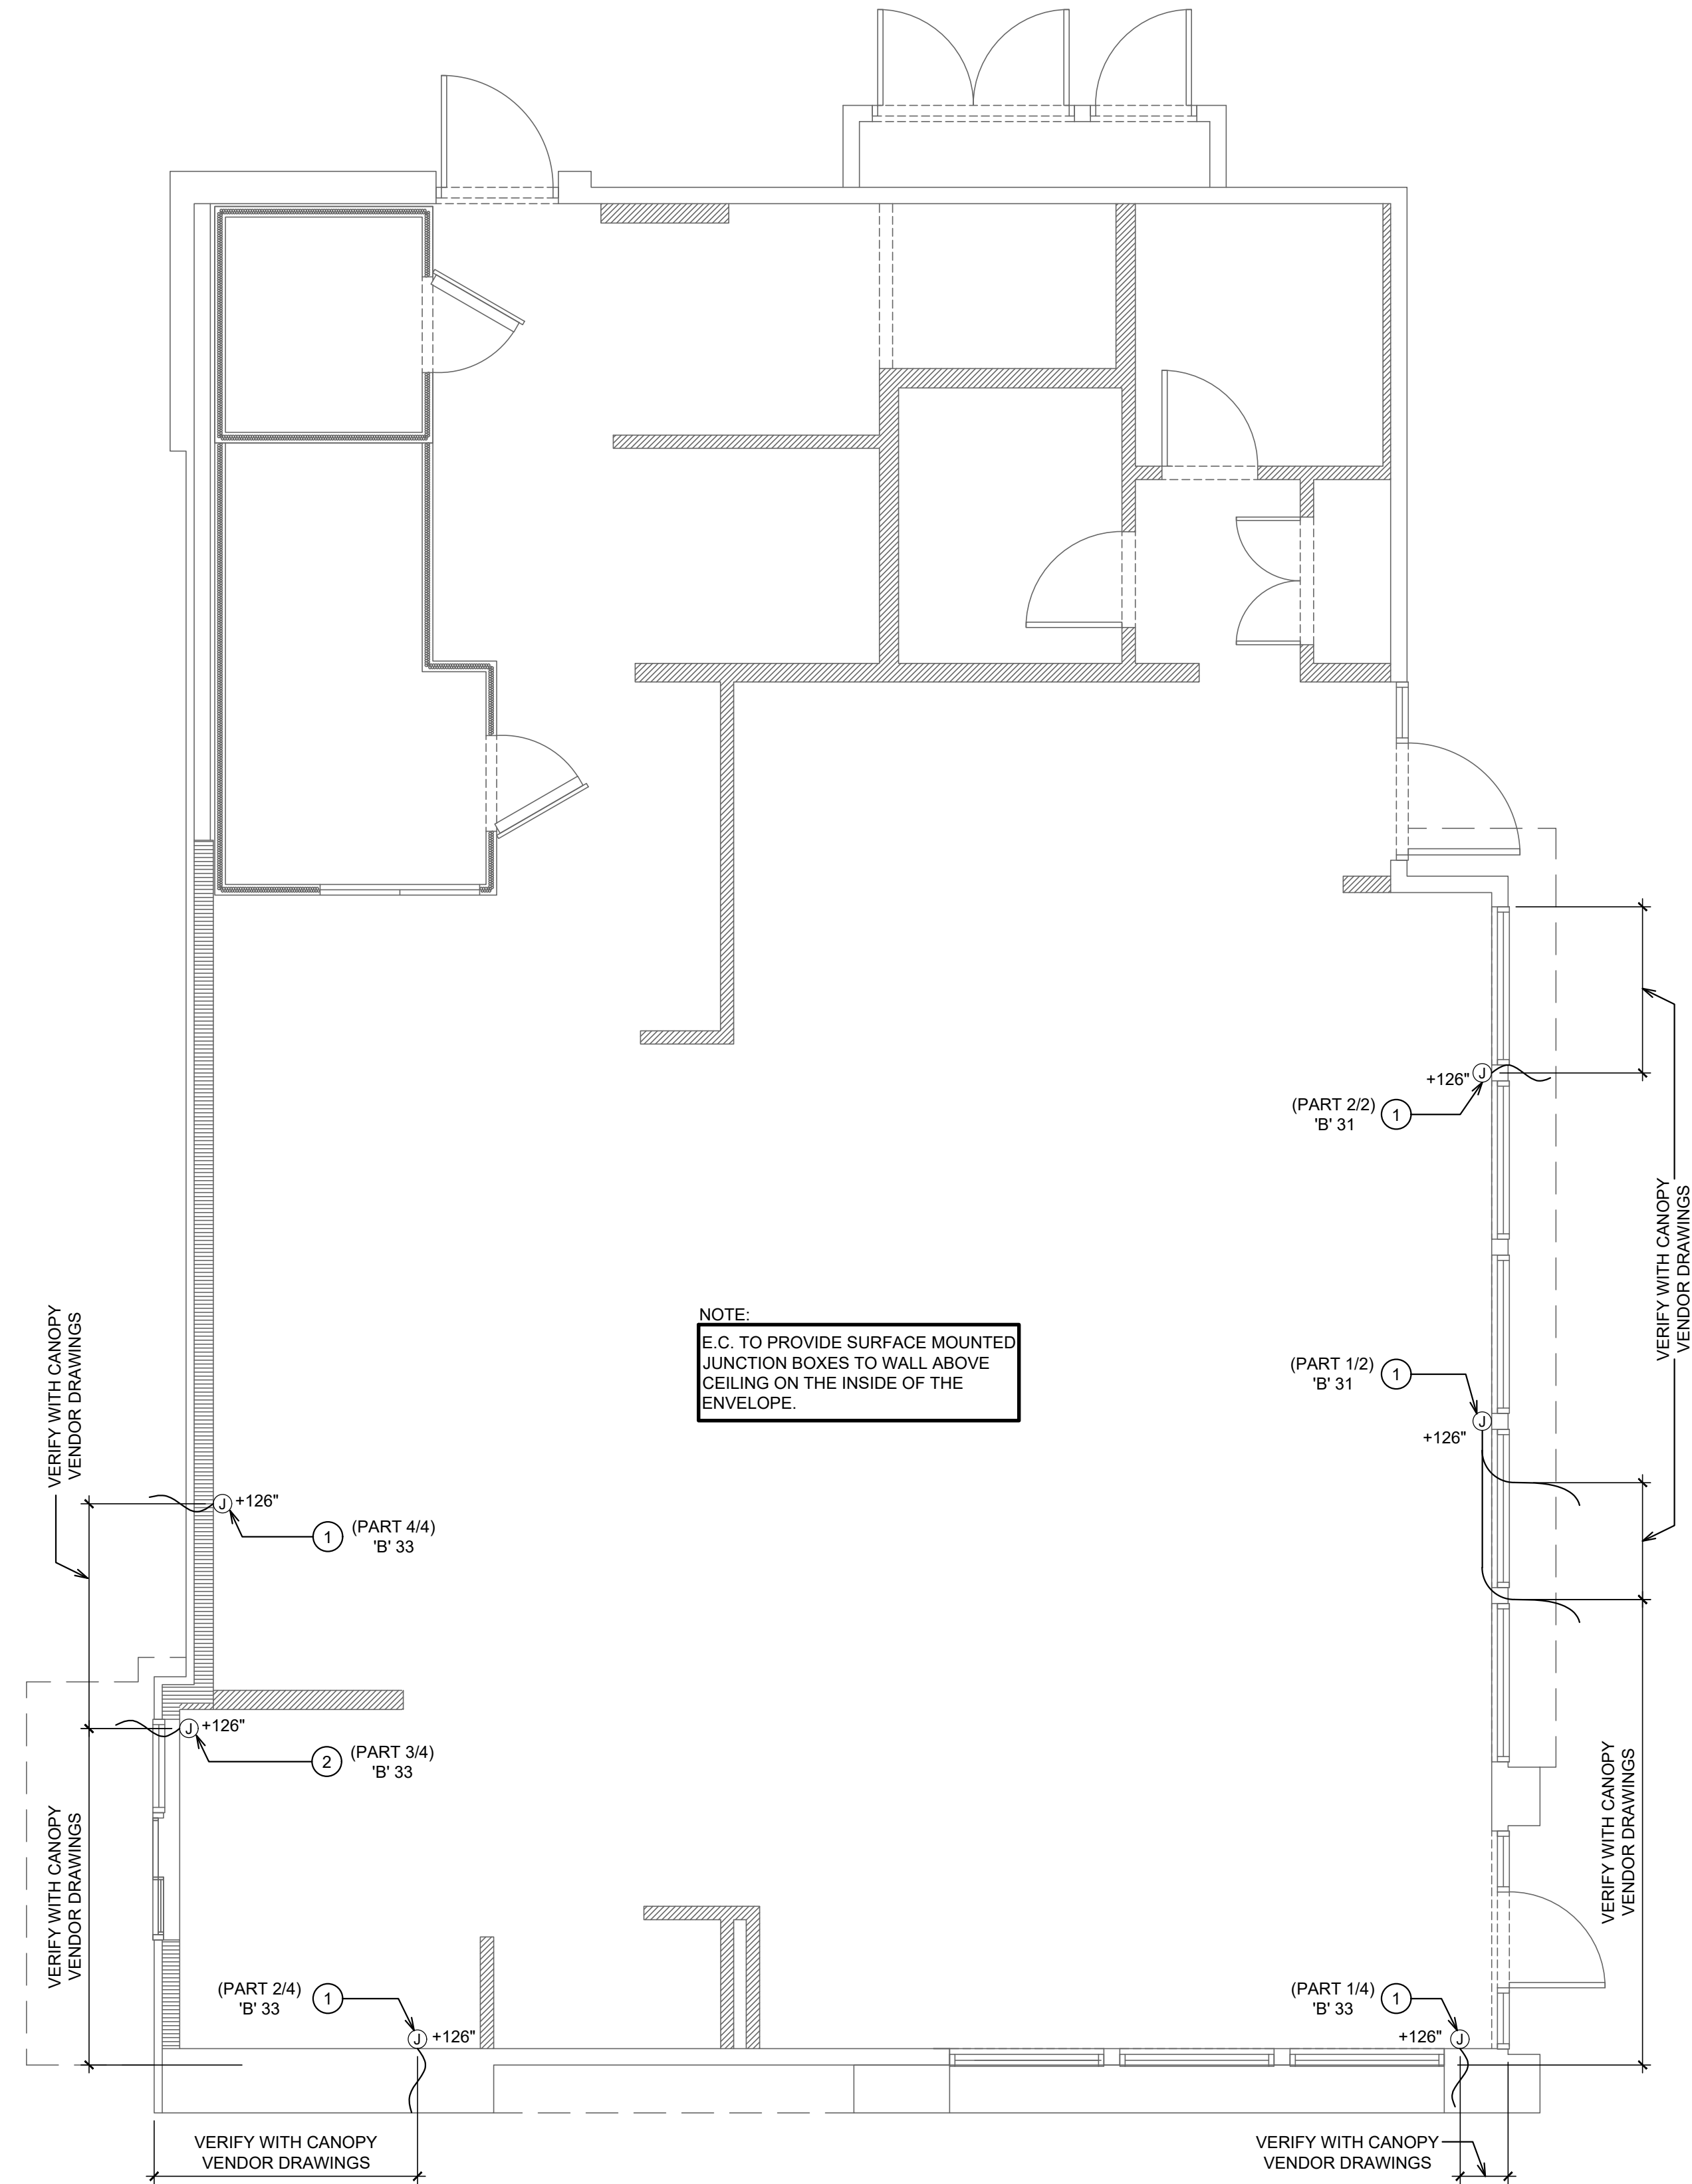 +126"
J
(PART 2/2)
'B' 31
1
VERIFY WITH CANOPY
VENDOR DRAWINGS
NOTE:
E.C. TO PROVIDE SURFACE MOUNTED
JUNCTION BOXES TO WALL ABOVE
CEILING ON THE INSIDE OF THE
ENVELOPE.
(PART 1/2)
'B' 31
1
J
+126"
VERIFY WITH CANOPY
VENDOR DRAWINGS
J
+126"
1
(PART 4/4)
'B' 33
J
+126"
2
(PART 3/4)
'B' 33
VERIFY WITH CANOPY
VENDOR DRAWINGS
VERIFY WITH CANOPY
VENDOR DRAWINGS
(PART 2/4)
'B' 33
1
J
+126"
(PART 1/4)
'B' 33
1
+126"
J
VERIFY WITH CANOPY
VENDOR DRAWINGS
VERIFY WITH CANOPY
VENDOR DRAWINGS